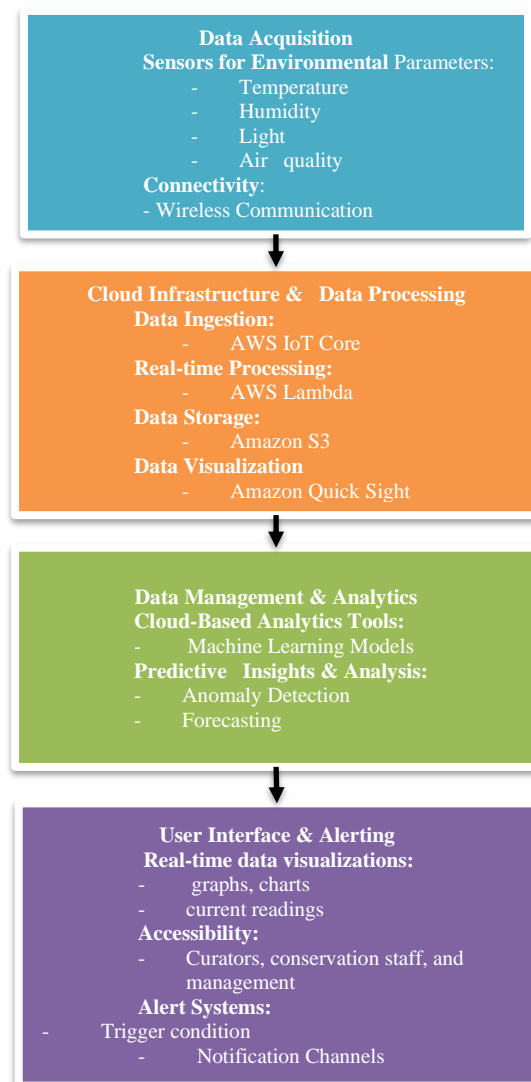 Data Acquisition
Sensors for Environmental Parameters:
- Temperature
- Humidity
- Light
- Air quality
Connectivity:
- Wireless Communication
Cloud Infrastructure & Data Processing
Data Ingestion:
- AWS IoT Core
Real-time Processing:
- AWS Lambda
Data Storage:
- Amazon S3
Data Visualization
- Amazon Quick Sight
Data Management & Analytics
Cloud-Based Analytics Tools:
- Machine Learning Models
Predictive Insights & Analysis:
- Anomaly Detection
- Forecasting
User Interface & Alerting
Real-time data visualizations:
- graphs, charts
- current readings
Accessibility:
- Curators, conservation staff, and
management
Alert Systems:
- Trigger condition
- Notification Channels